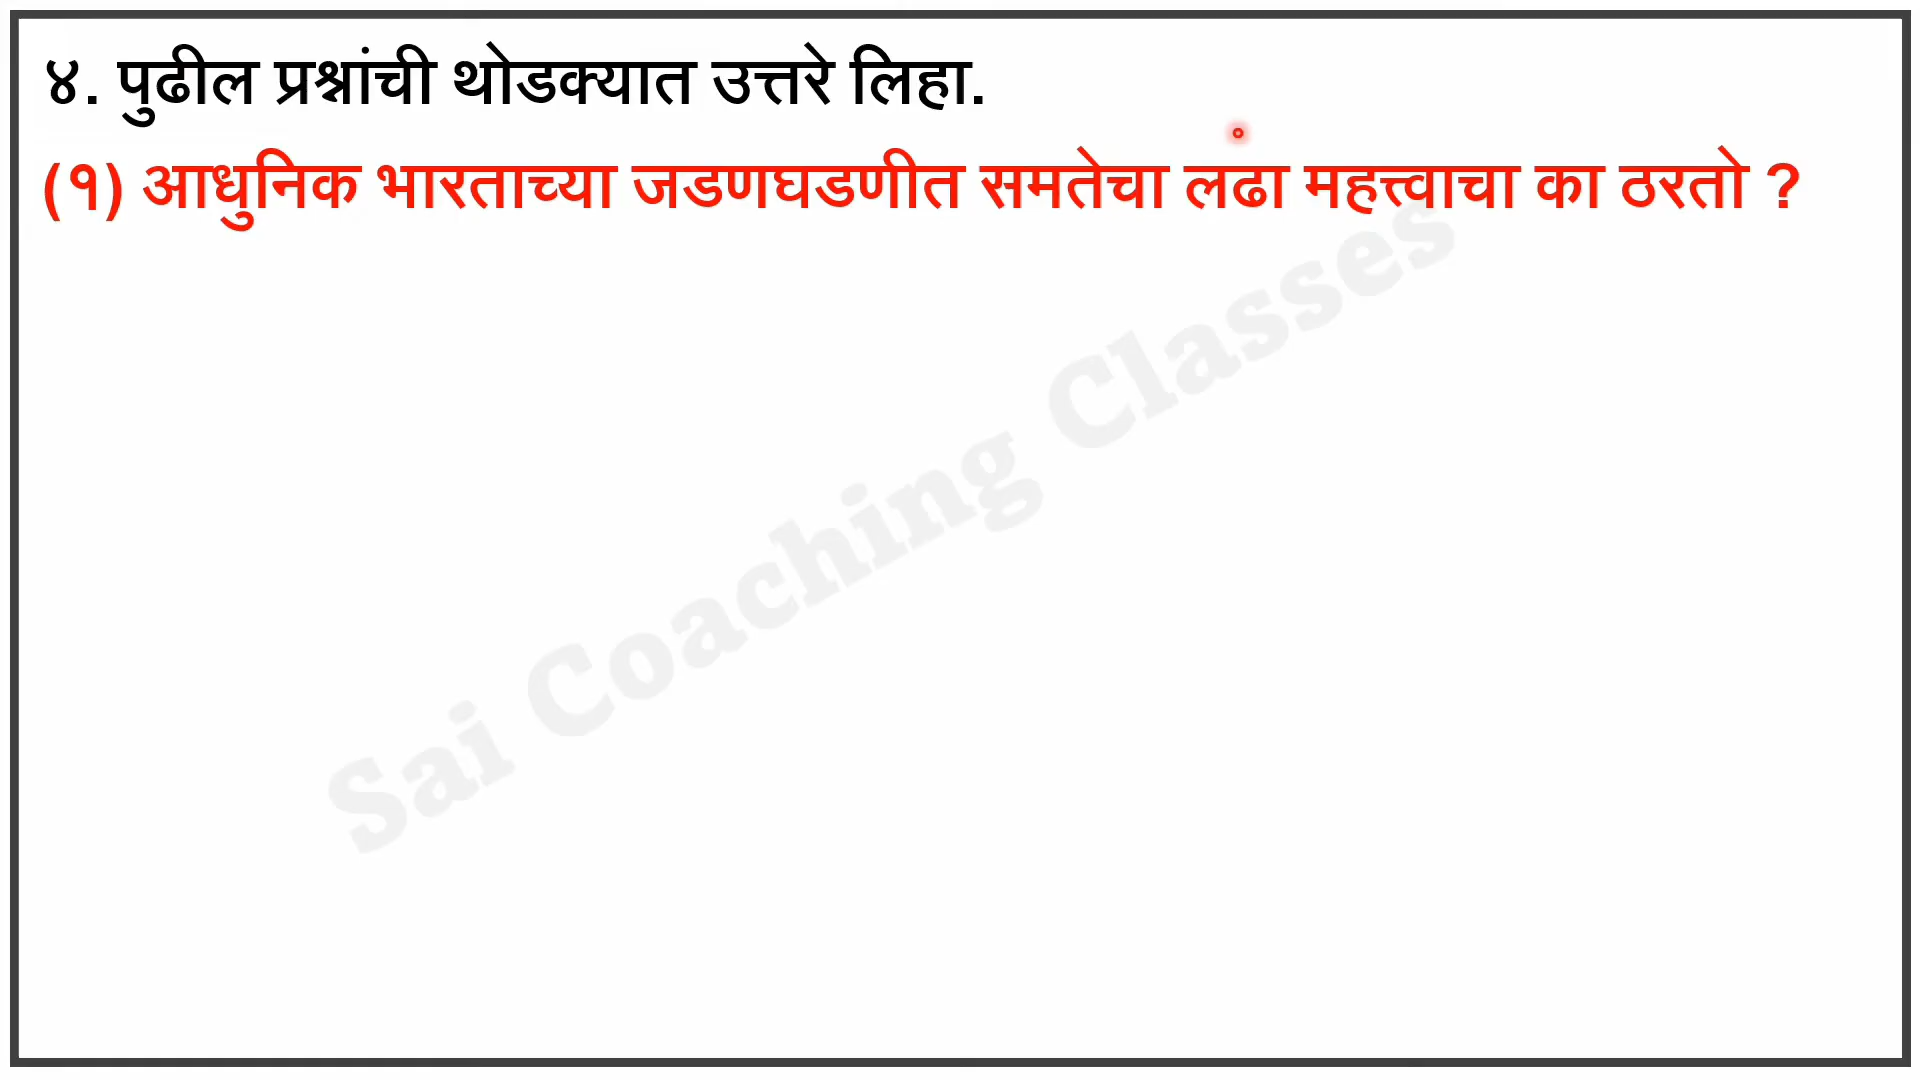 ४. पुढील प्रश्नांची थोडक्यात उत्तरे लिहा.
(१) आधुनिक भारताच्या जडणघडणीत समतेचा लढा महत्त्वाचा का ठरतो ?
Sai Coaching Classes